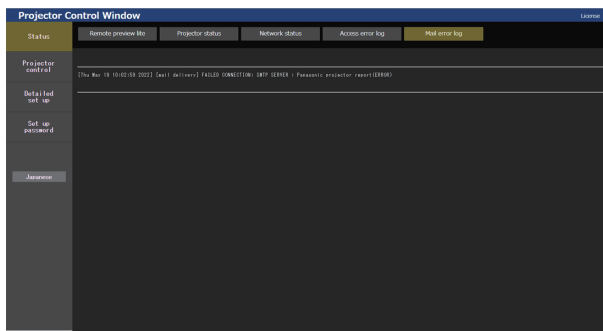 Projector Control Window
License
Status
Remote preview lite
Projector status
Network status
Access error log
Mail error log
Projector
control
[Thu May 19 10:02:59 2022] [mail delivery] FAILED CONNECTION: SMTP SERVER : Panasonic projector report(ERROR)
Detailed
set up
Set up
password
Japanese